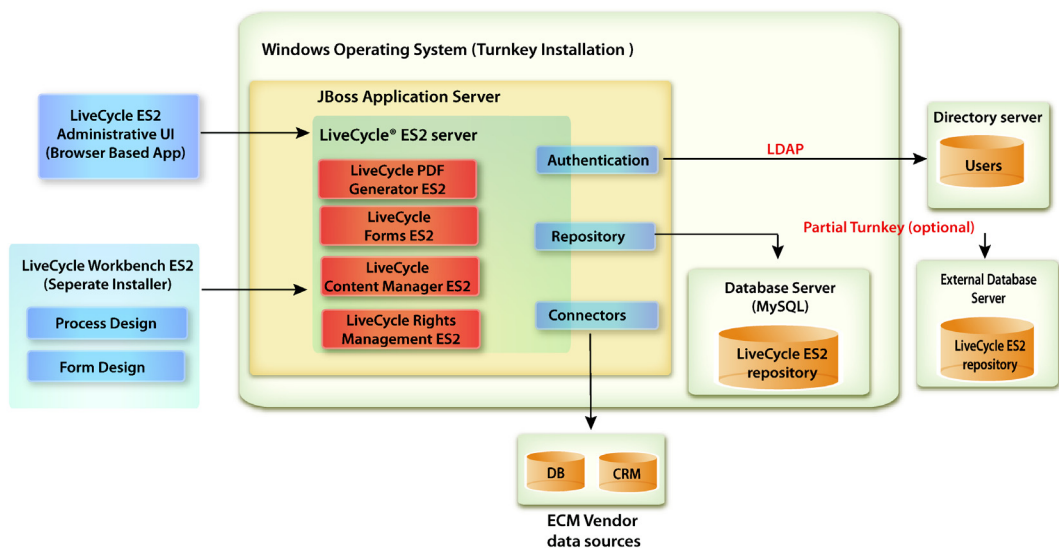 Windows Operating System (Turnkey Installation )
JBoss Application Server
LiveCycle ES2
Administrative UI
(Browser Based App)
LiveCycle® ES2 server
LiveCycle PDF
Generator ES2
LiveCycle
Forms ES2
LiveCycle
Content Manager ES2
LiveCycle Rights
Management ES2
Authentication
Repository
Connectors
LDAP
Directory server
Users
Partial Turnkey (optional)
LiveCycle Workbench ES2
(Seperate Installer)
Process Design
Form Design
Database Server
(MySQL)
LiveCycle ES2
repository
External Database
Server
LiveCycle ES2
repository
DB
CRM
ECM Vendor
data sources